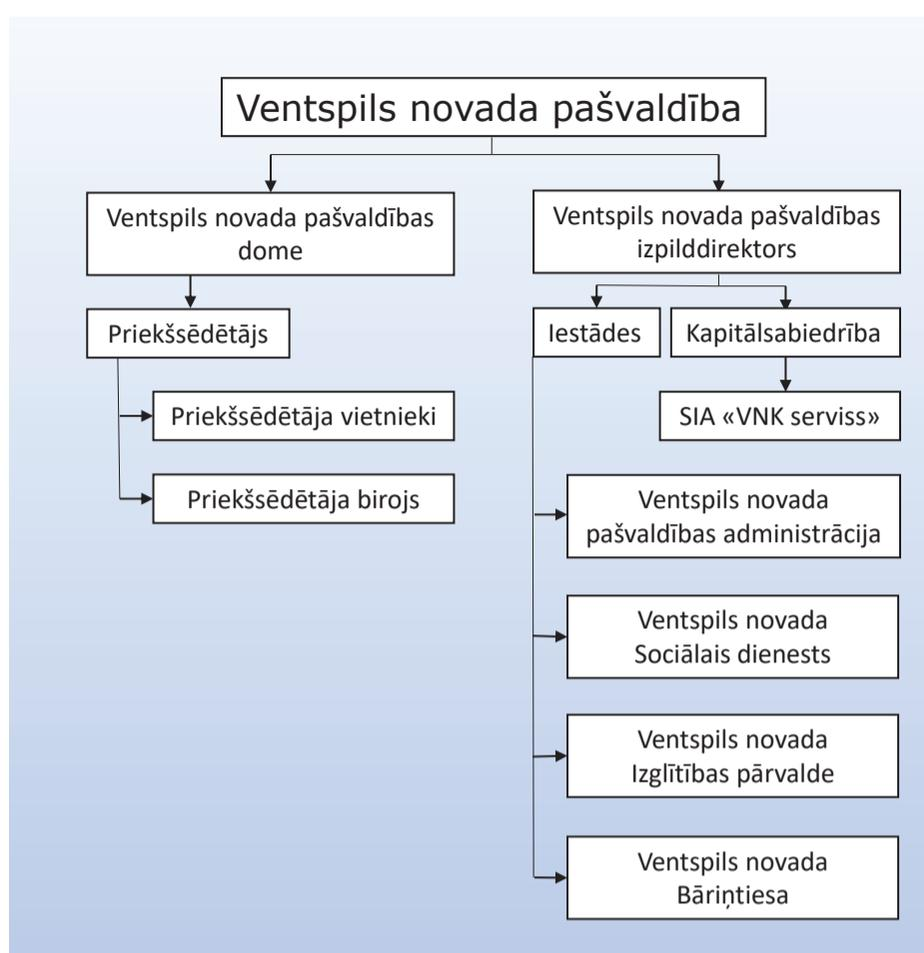 Ventspils novada pašvaldība
Ventspils novada pašvaldības
dome
Priekšsēdētājs
Priekšsēdētāja vietnieki
Priekšsēdētāja birojs
Ventspils novada pašvaldības
izpilddirektors
Iestādes
Kapitālsabiedrība
SIA «VNK serviss»
Ventspils novada
pašvaldības administrācija
Ventspils novada
Sociālais dienests
Ventspils novada
Izglītības pārvalde
Ventspils novada
Bāriņtiesa